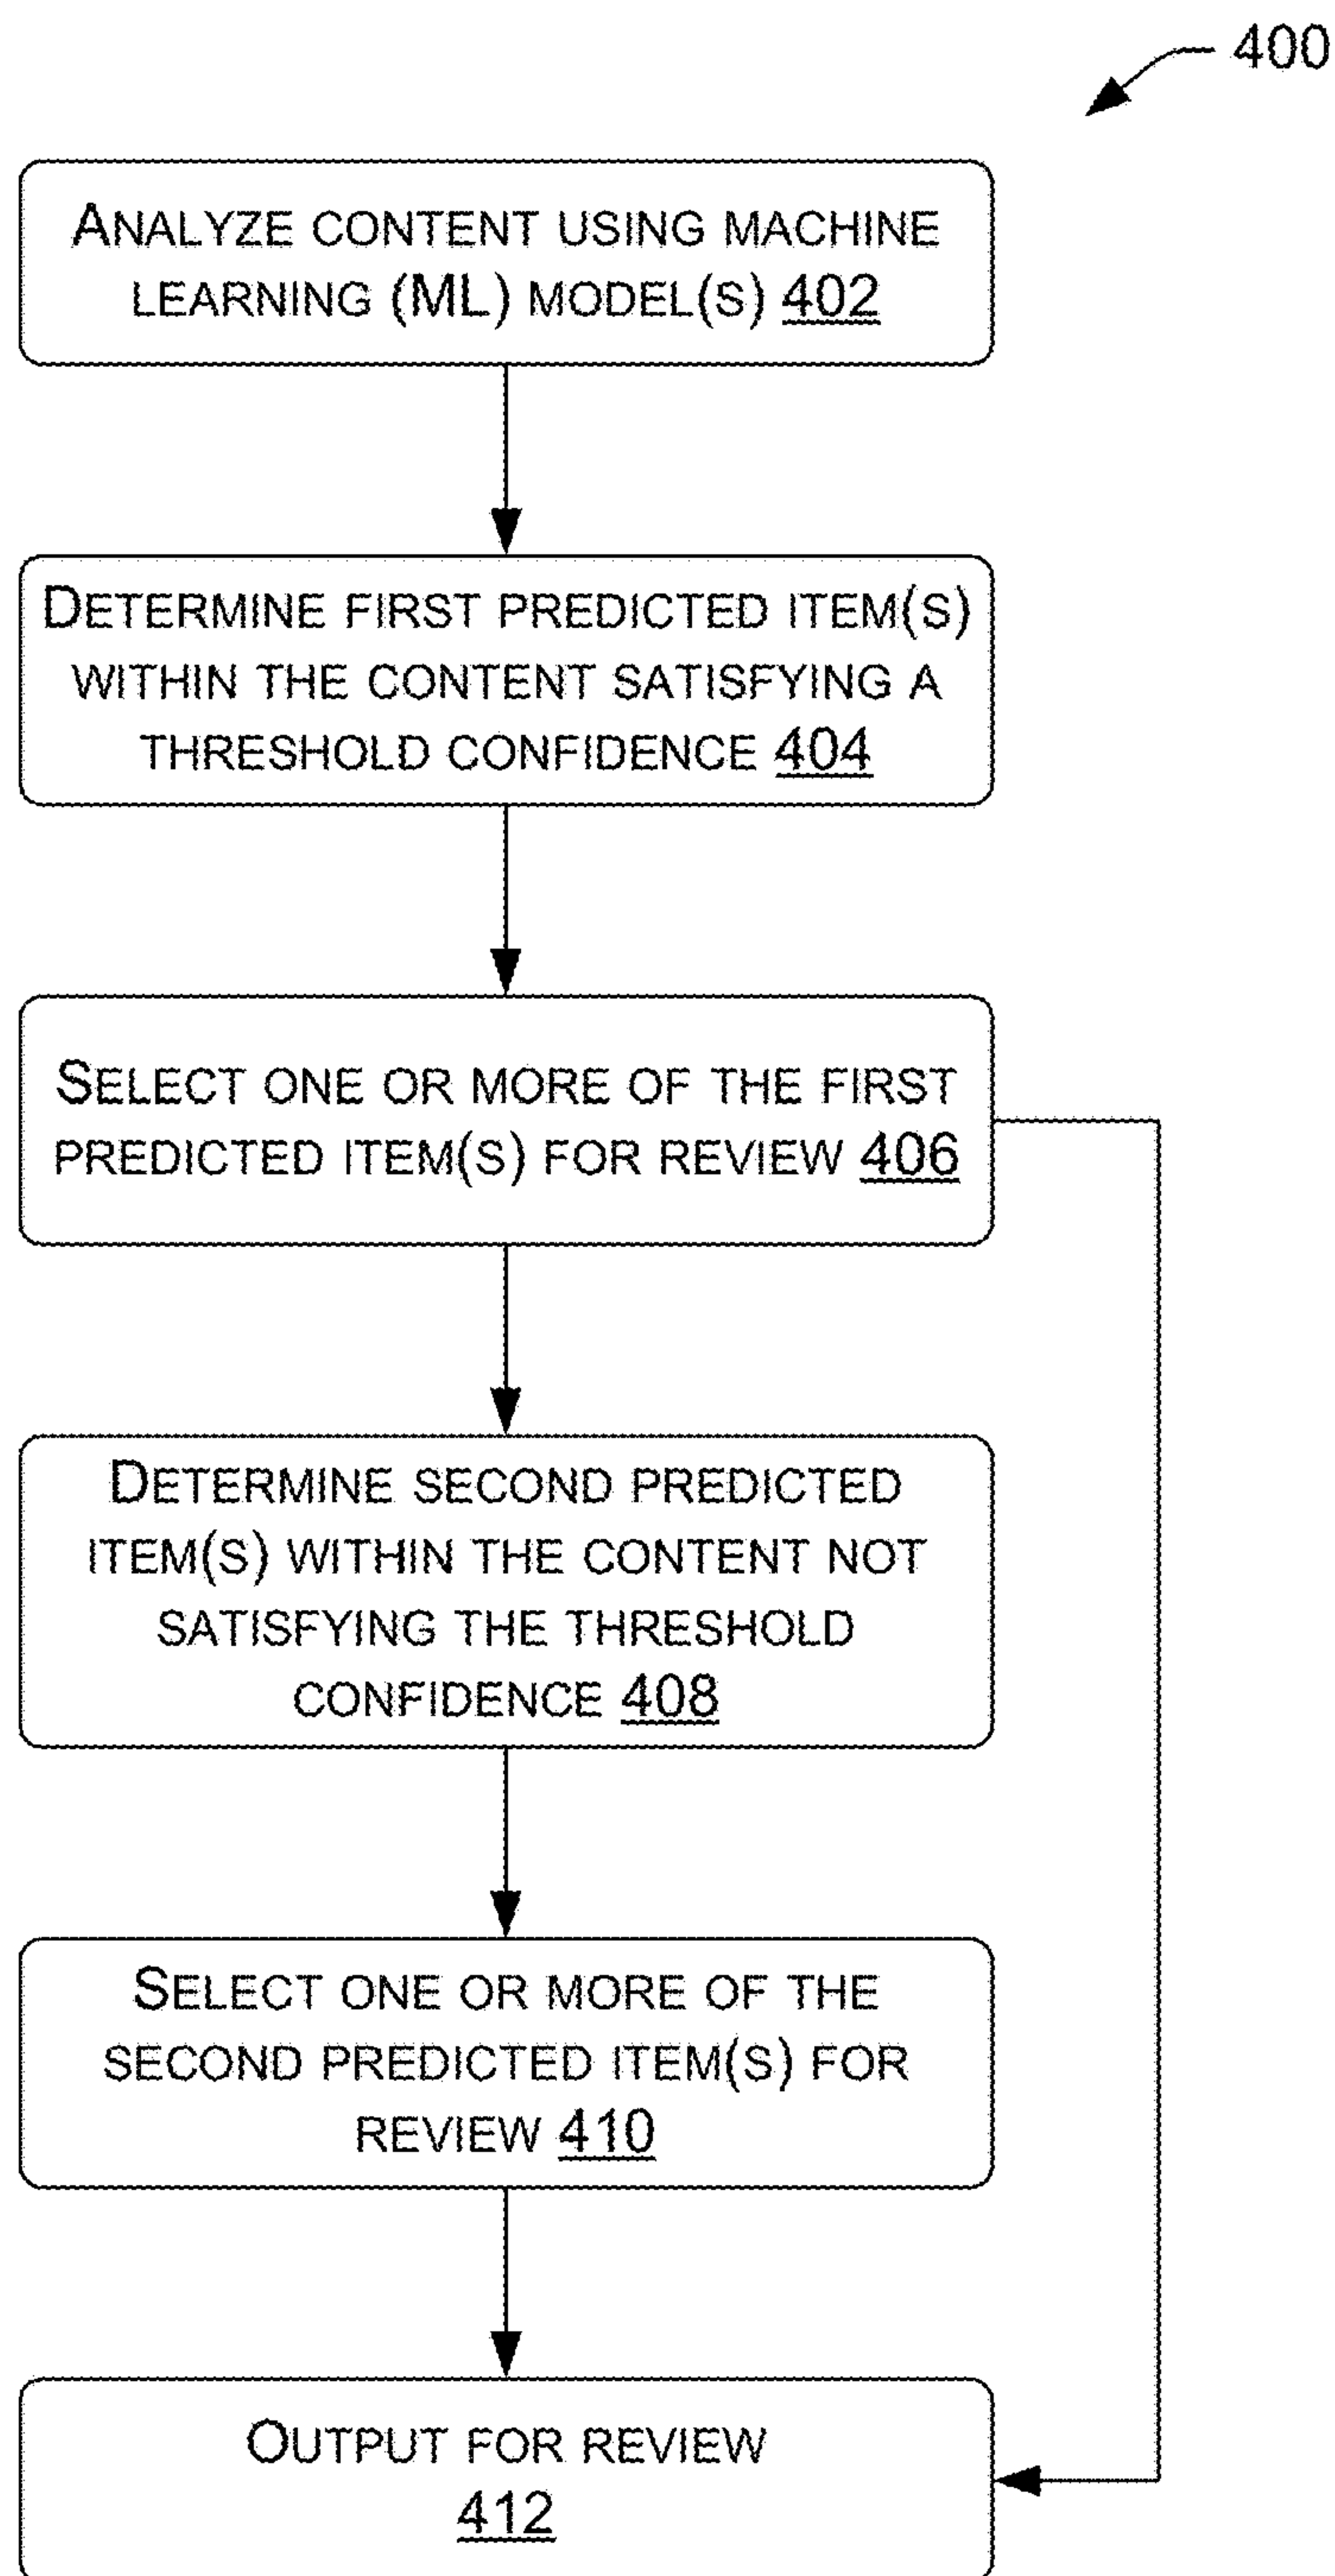 400
ANALYZE CONTENT USING MACHINE
LEARNING (ML) MODEL(S) 402
DETERMINE FIRST PREDICTED ITEM(S)
WITHIN THE CONTENT SATISFYING A
THRESHOLD CONFIDENCE 404
SELECT ONE OR MORE OF THE FIRST
PREDICTED ITEM(S) FOR REVIEW 406
DETERMINE SECOND PREDICTED
ITEM(S) WITHIN THE CONTENT NOT
SATISFYING THE THRESHOLD
CONFIDENCE 408
SELECT ONE OR MORE OF THE
SECOND PREDICTED ITEM(S) FOR
REVIEW 410
OUTPUT FOR REVIEW
412